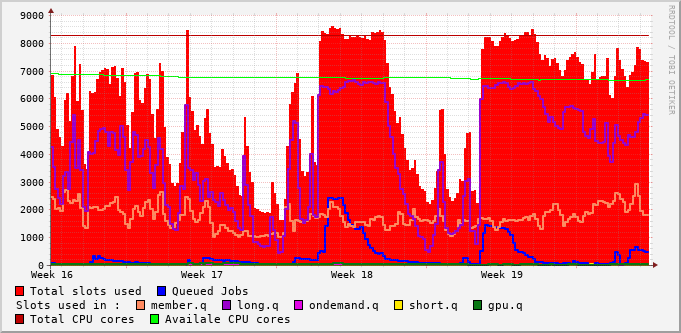 9000
8000
7000
6000
5000
4000
3000
2000
1000
0
Week 16 Week 17 Week 18 Week 19
RRDTOOL / TOBI OETIKER
Total slots used Queued Jobs
Slots used in : member.q long.q ondemand.q short.q gpu.q
Total CPU cores Availale CPU cores